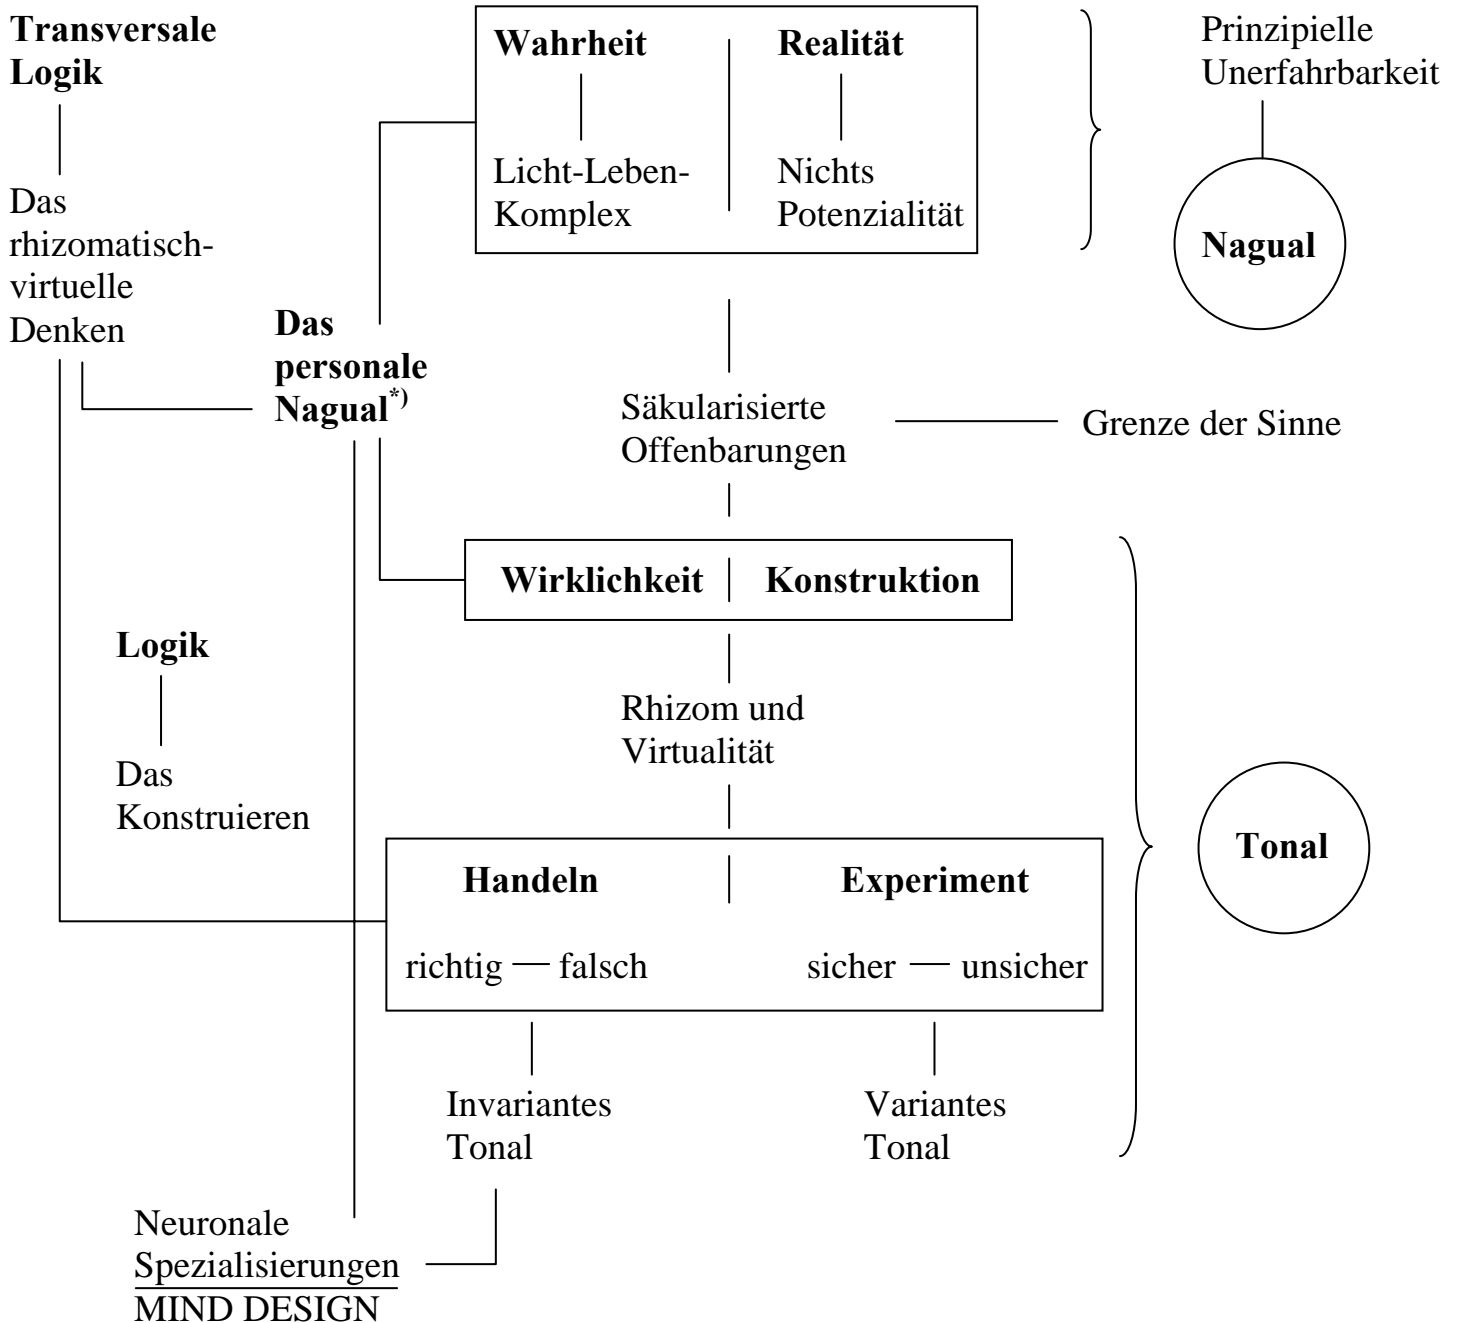 Transversale
Logik
Das
rhizomatisch-
virtuelle
Denken
Das
personale
Nagual*)
Wahrheit
Realität
Licht-Leben-
Komplex
Nichts
Potenzialität
Prinzipielle
Unerfahrbarkeit
Nagual
Säkularisierte
Offenbarungen
Grenze der Sinne
Wirklichkeit
Konstruktion
Logik
Das
Konstruieren
Rhizom und
Virtualität
Handeln
Experiment
richtig — falsch
sicher — unsicher
Tonal
Invariantes
Tonal
Variantes
Tonal
Neuronale
Spezialisierungen
MIND DESIGN